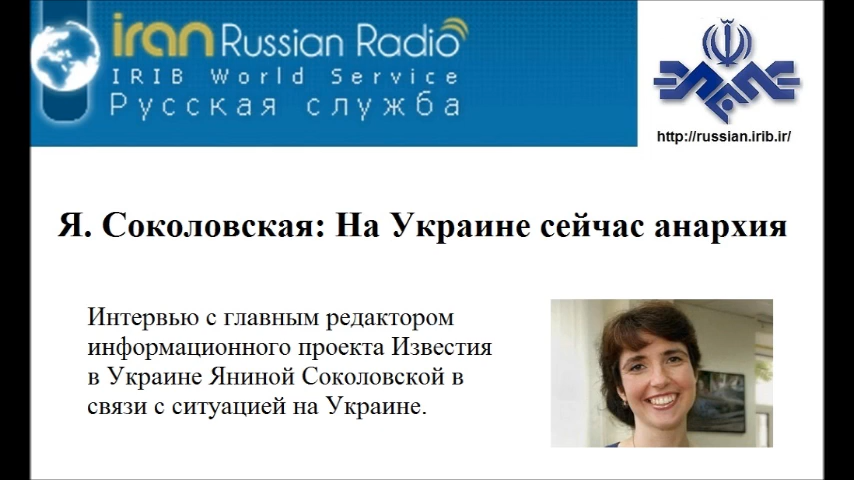 iran Russian Radio
IRIB World Service
Русская служба
http://russian.irib.ir/
Я. Соколовская: На Украине сейчас анархия
Интервью с главным редактором
информационного проекта Известия
в Украине Яниной Соколовской в
связи с ситуацией на Украине.